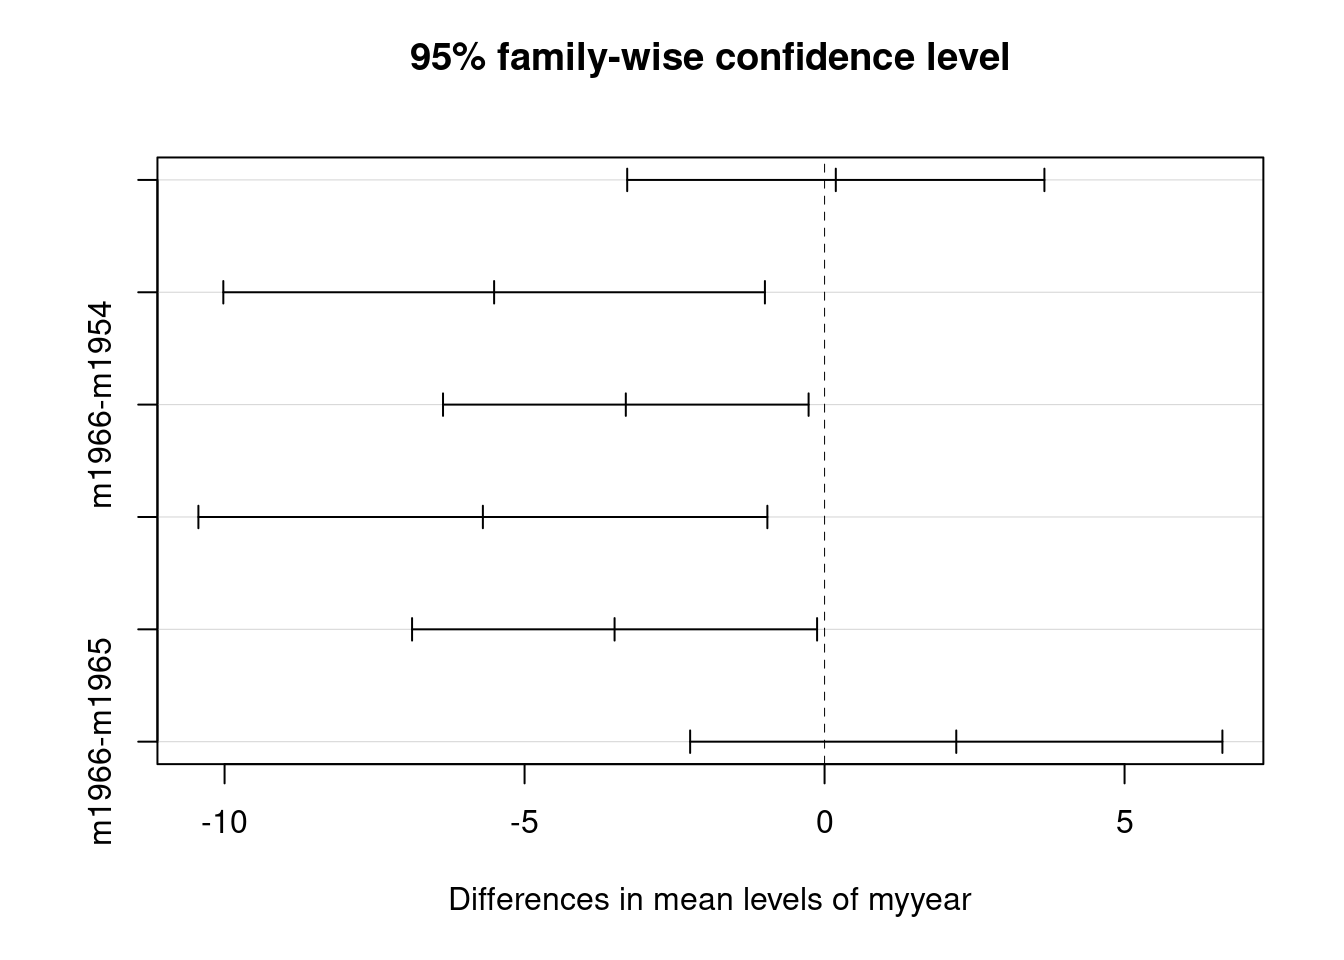 95% family-wise confidence level
m1966-m1954
m1966-m1965
-10 -5 0 5
Differences in mean levels of myyear